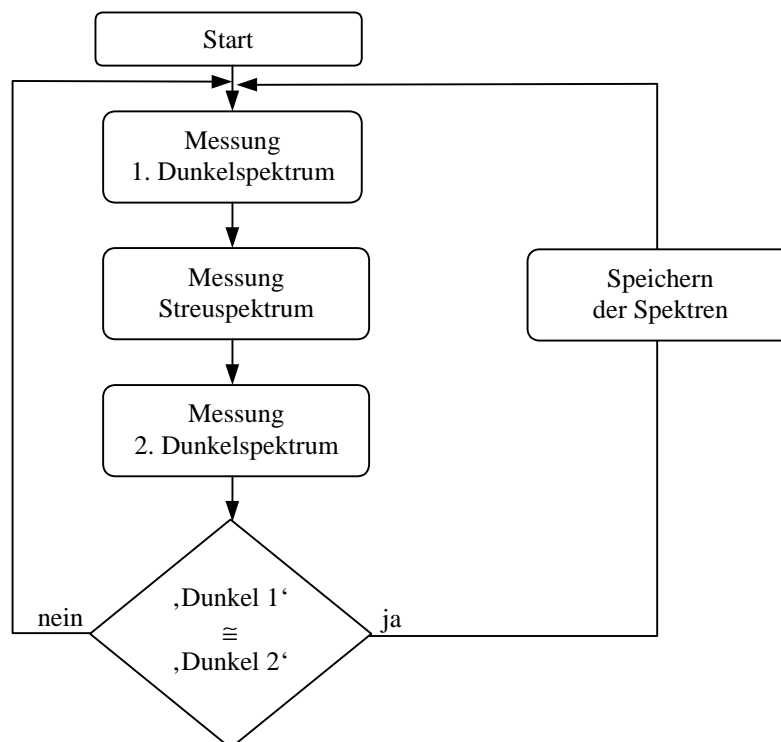 Start
Messung
1. Dunkelspektrum
Messung
Streuspektrum
Speichern
der Spektren
Messung
2. Dunkelspektrum
nein
‚Dunkel 1‘
≅
‚Dunkel 2‘
ja